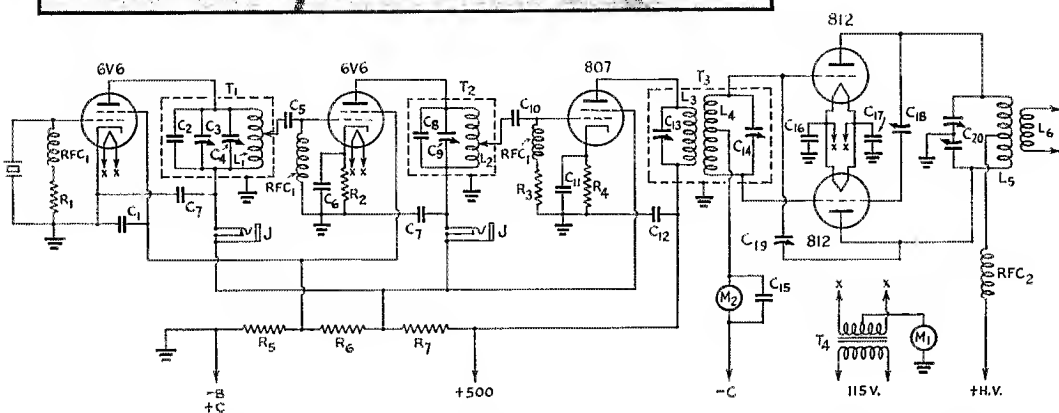 6V6
T1
C5
6V6
T2
C10
807
T3
812
C2
C3
C4
L1
C8
C9
L2
L3
L4
C13
C14
C16
C17
C18
C20
L6
L5
RFC1
RFC1
RFC1
R1
C7
C6
R2
C7
R3
C11
R4
C12
C1
J
J
C19
812
M2
C15
RFC2
X X
X X
X X
X X
T4
M1
R5
R6
R7
-B
+C
+500
-C
115V.
+H.V.